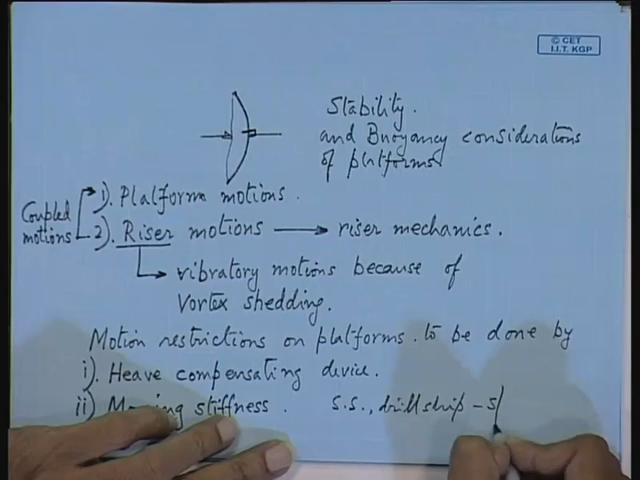 © CET
I.I.T. KGP
Stability.
and Buoyancy considerations
of platforms
Coupled
motions
1). Platform motions.
2). Riser motions → riser mechanics.
vibratory motions because of
Vortex shedding.
Motion restrictions on platforms. to be done by
i). Heave compensating device.
ii) stiffness. S.S., drillship -